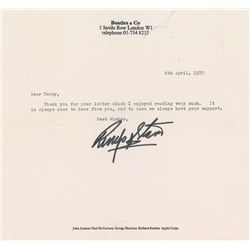 Beatles & Co
3 Savile Row London W1
telephone 01-734 8232
6th April, 1970
Dear Terry,
Thank you for your letter which I enjoyed reading very much. It
is always nice to hear from you, and to know we always have your support.
Best Wishes,
Ringo Starr
John Lennon Paul McCartney George Harrison Richard Starkey Apple Corps